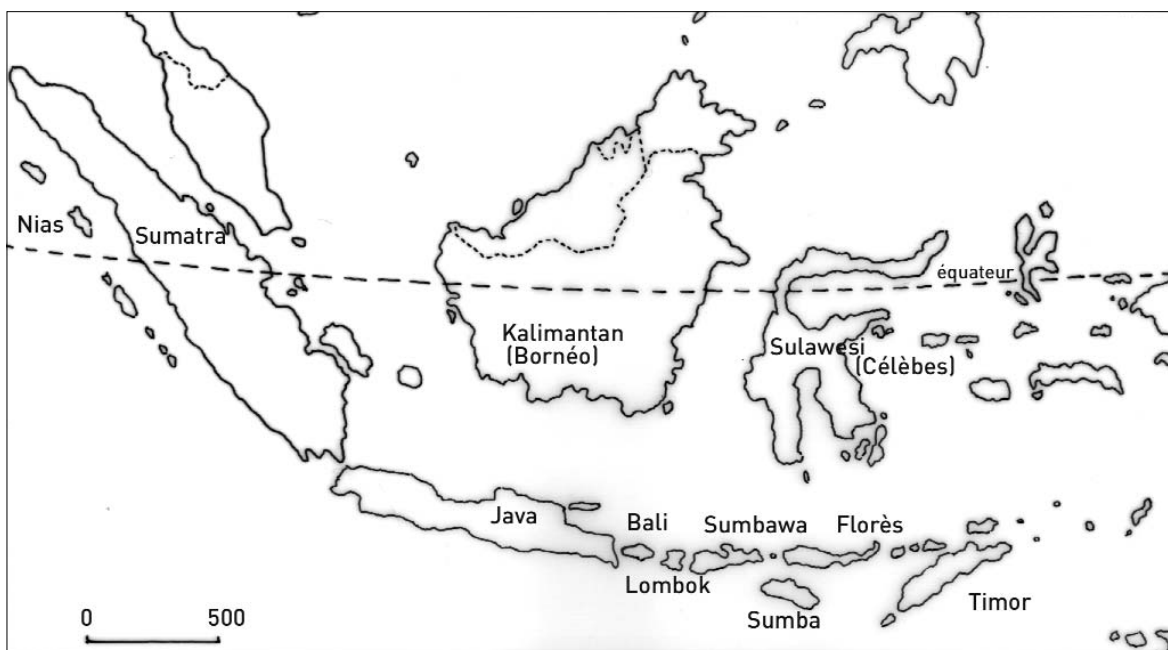 Nias
Sumatra
équateur
Kalimantan
(Bornéo)
Sulawesi
(Célèbes)
Java
Bali
Sumbawa
Florès
Lombok
Sumba
Timor
0 500